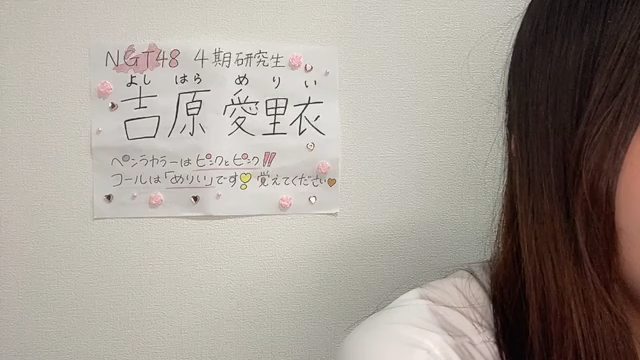 NGT48 4期研究生
よし はら め り い
吉原 愛里衣
ペンラカラーはピンクとピンク!!
コールは「めりい」です 覚えてください